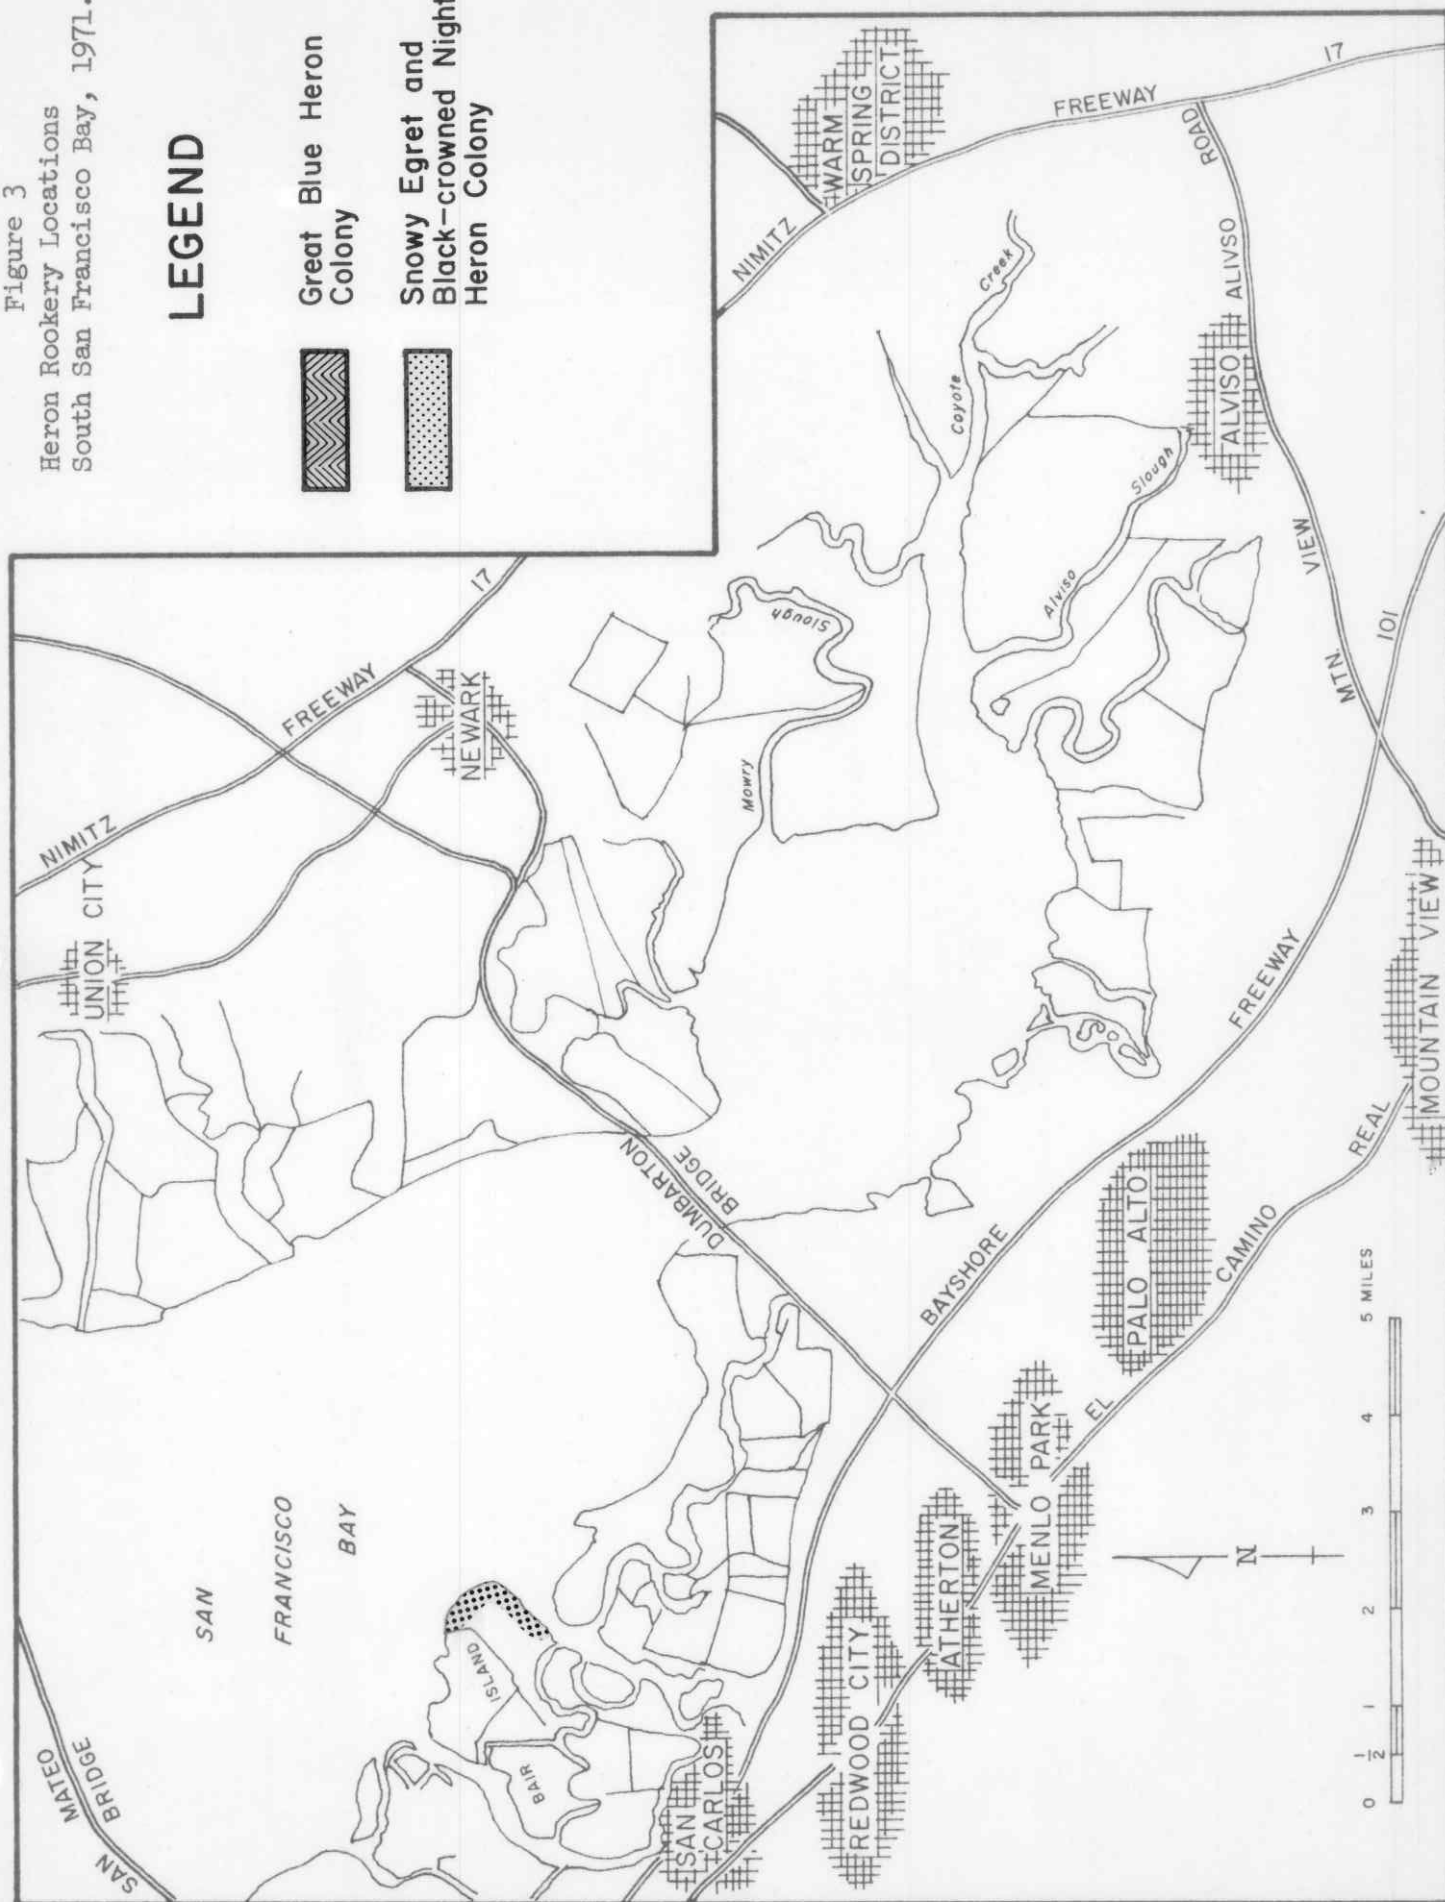 Figure 3
Heron Rookery Locations
South San Francisco Bay, 1971.
LEGEND
Great Blue Heron
Colony
Snowy Egret and
Black-crowned Night
Heron Colony
SAN
MATEO
BRIDGE
SAN
FRANCISCO
BAY
UNION CITY
NIMITZ
FREEWAY
17
NEWARK
DUMBARTON
BRIDGE
Mowry
Slough
NIMITZ
WARM
SPRING
DISTRICT
FREEWAY
17
Coyote
Creek
Alviso
Slough
ALVISO
ALIVSO
ROAD
MTN.
VIEW
101
BAIR
ISLAND
SAN
CARLOS
REDWOOD CITY
ATHERTON
MENLO PARK
PALO ALTO
BAYSHORE
FREEWAY
EL
CAMINO
REAL
MOUNTAIN VIEW
N
0 1/2 1 2 3 4 5 MILES